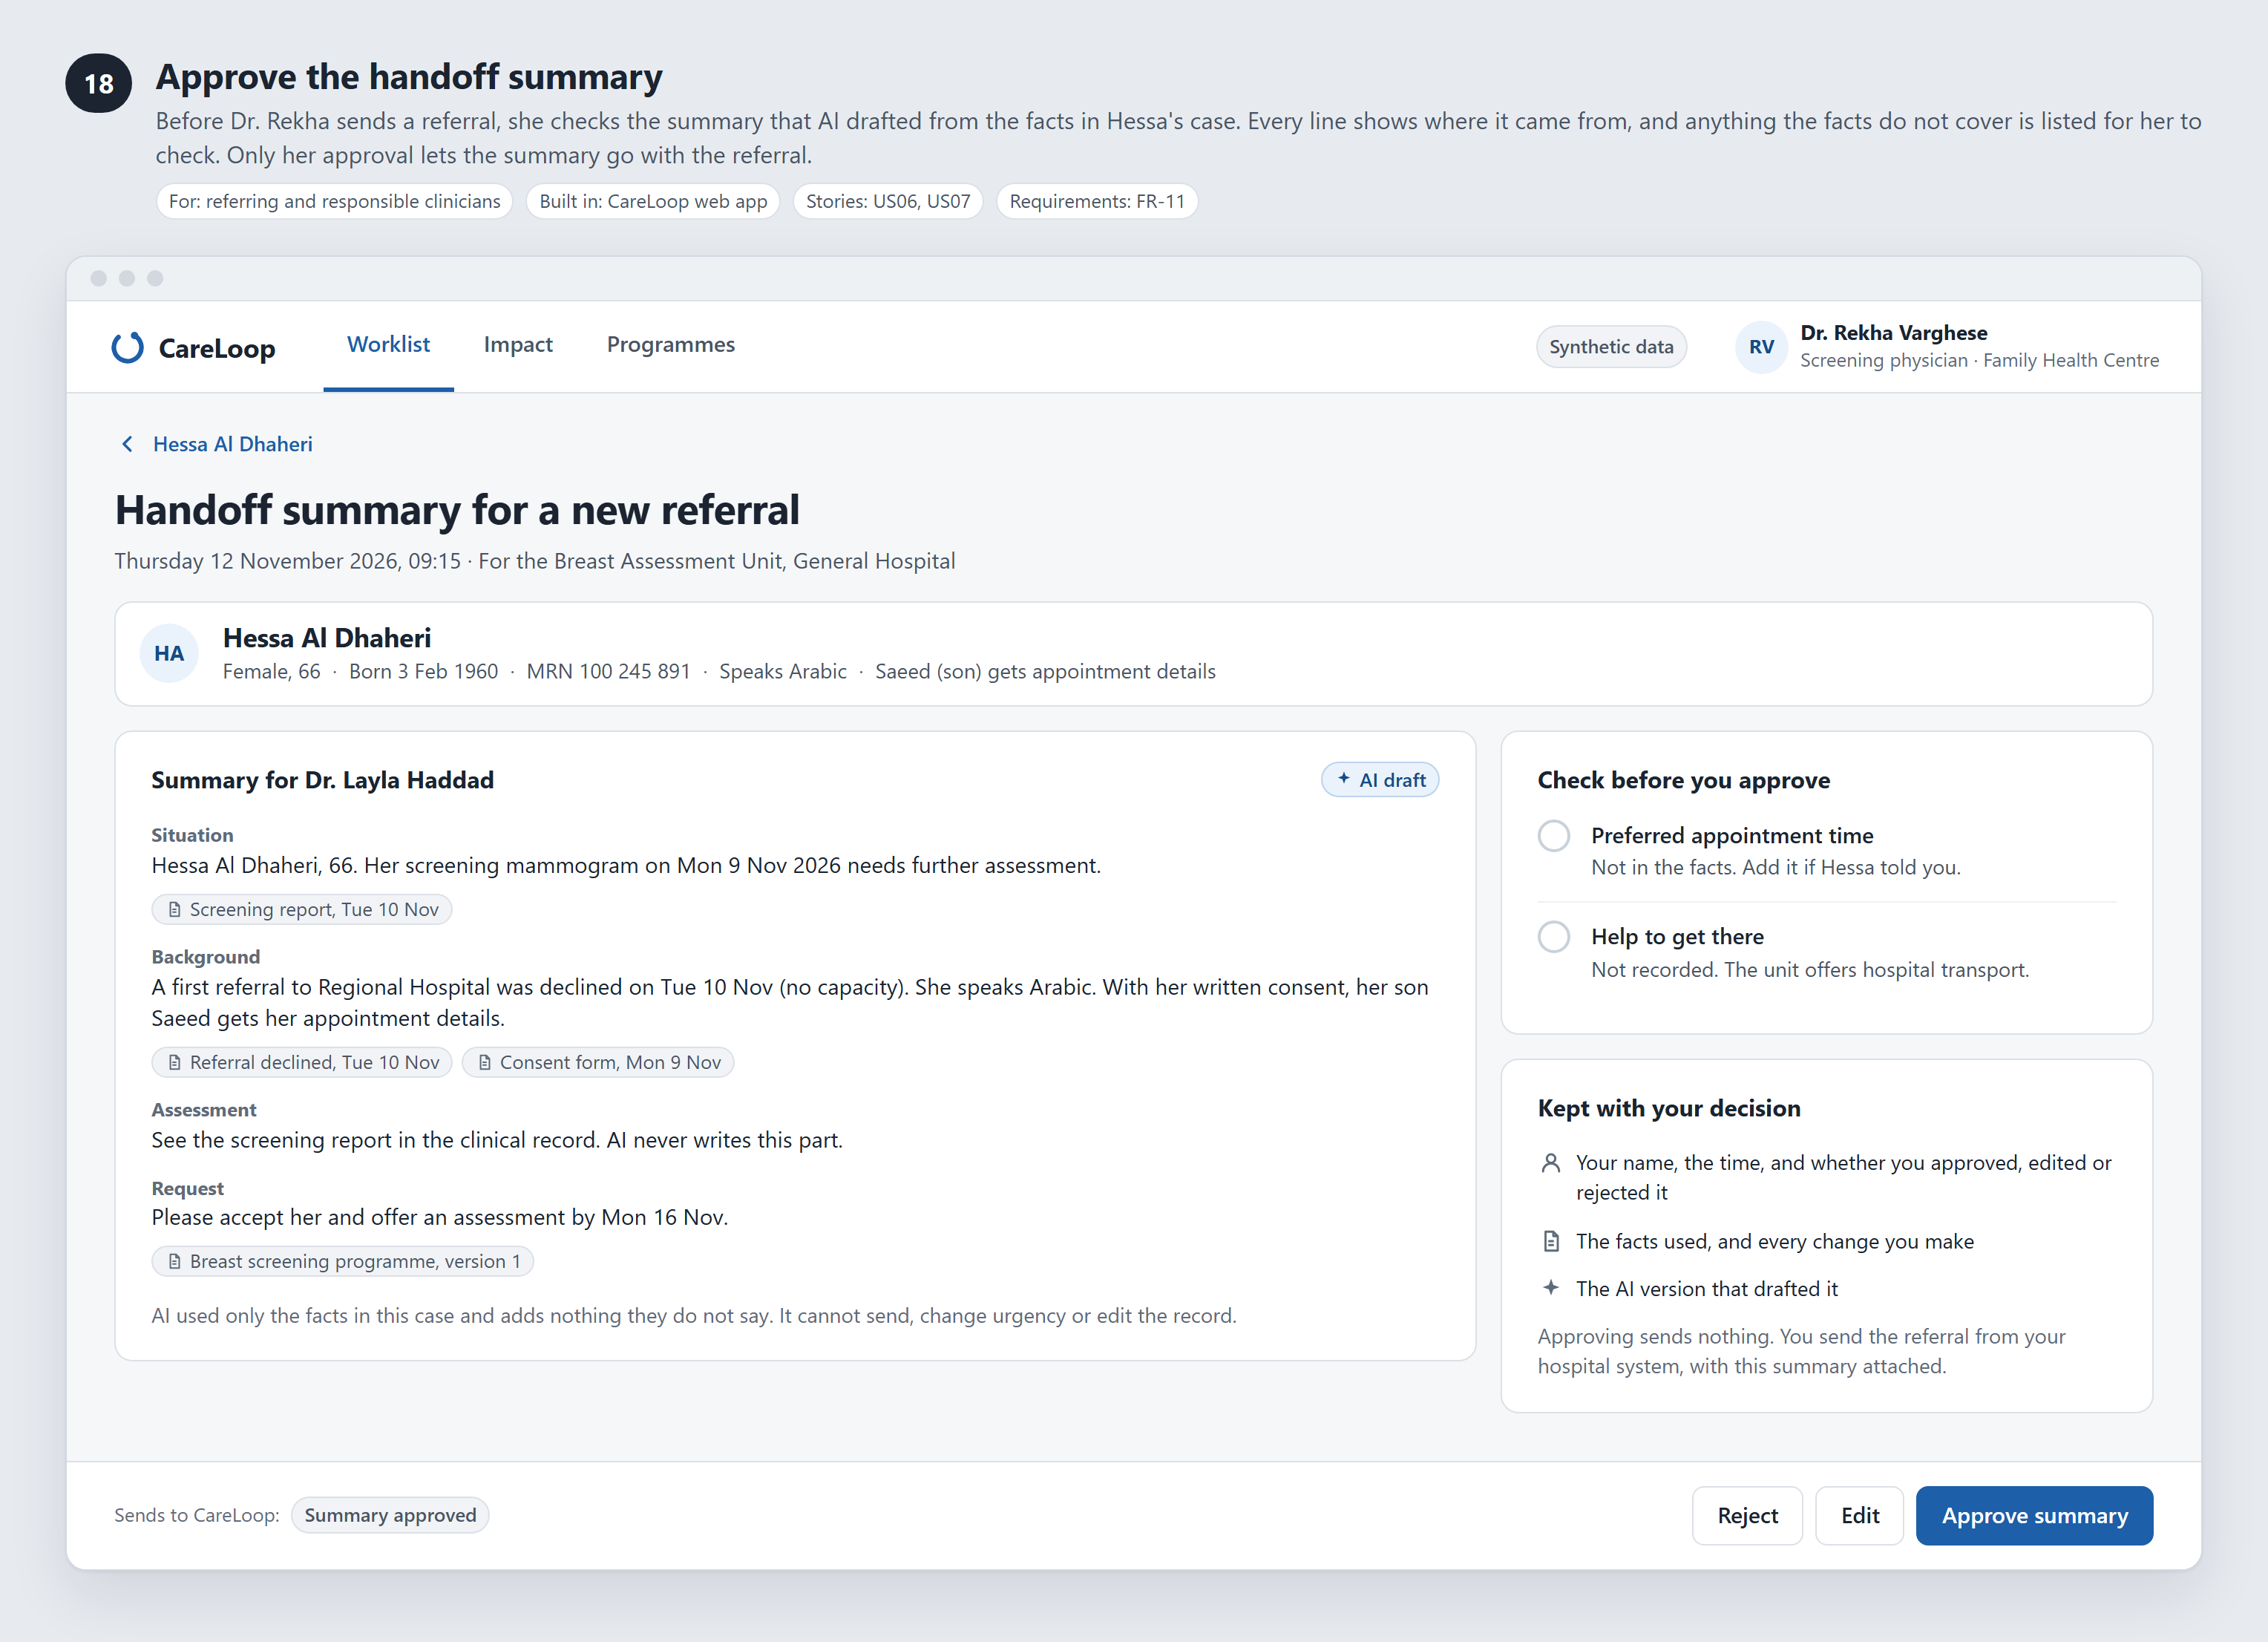 18
Approve the handoff summary
Before Dr. Rekha sends a referral, she checks the summary that AI drafted from the facts in Hessa's case. Every line shows where it came from, and anything the facts do not cover is listed for her to
check. Only her approval lets the summary go with the referral.
For: referring and responsible clinicians
Built in: CareLoop web app
Stories: US06, US07
Requirements: FR-11
CareLoop
Worklist
Impact
Programmes
Synthetic data
RV
Dr. Rekha Varghese
Screening physician · Family Health Centre
Hessa Al Dhaheri
Handoff summary for a new referral
Thursday 12 November 2026, 09:15 · For the Breast Assessment Unit, General Hospital
HA
Hessa Al Dhaheri
Female, 66 · Born 3 Feb 1960 · MRN 100 245 891 · Speaks Arabic · Saeed (son) gets appointment details
Summary for Dr. Layla Haddad
AI draft
Situation
Hessa Al Dhaheri, 66. Her screening mammogram on Mon 9 Nov 2026 needs further assessment.
Screening report, Tue 10 Nov
Background
A first referral to Regional Hospital was declined on Tue 10 Nov (no capacity). She speaks Arabic. With her written consent, her son
Saeed gets her appointment details.
Referral declined, Tue 10 Nov
Consent form, Mon 9 Nov
Assessment
See the screening report in the clinical record. AI never writes this part.
Request
Please accept her and offer an assessment by Mon 16 Nov.
Breast screening programme, version 1
AI used only the facts in this case and adds nothing they do not say. It cannot send, change urgency or edit the record.
Check before you approve
Preferred appointment time
Not in the facts. Add it if Hessa told you.
Help to get there
Not recorded. The unit offers hospital transport.
Kept with your decision
Your name, the time, and whether you approved, edited or
rejected it
The facts used, and every change you make
The AI version that drafted it
Approving sends nothing. You send the referral from your
hospital system, with this summary attached.
Sends to CareLoop:
Summary approved
Reject
Edit
Approve summary